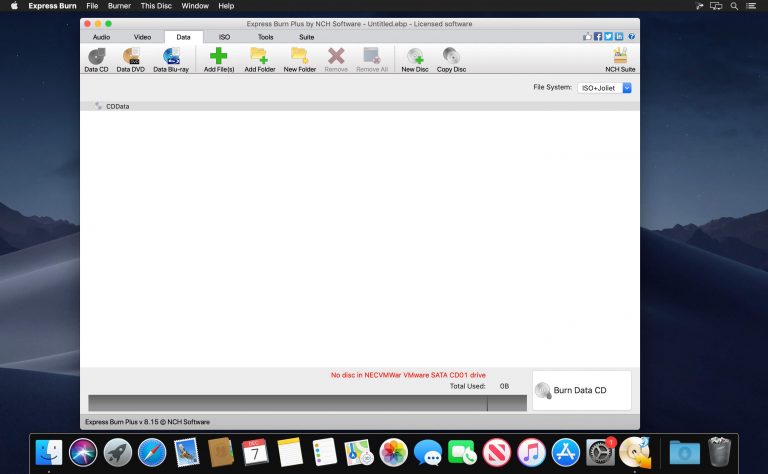 Express Burn File Burner This Disc Window Help
Express Burn Plus by NCH Software - Untitled.ebp - Licensed software
Audio Video Data ISO Tools Suite
Data CD Data DVD Data Blu-ray Add File(s) Add Folder New Folder Remove Remove All New Disc Copy Disc NCH Suite
File System: ISO+Joliet
CDData
No disc in NECVMWar VMware SATA CD01 drive
Total Used: 0B
Burn Data CD
Express Burn Plus v 8.15 © NCH Software
DEC
7
1